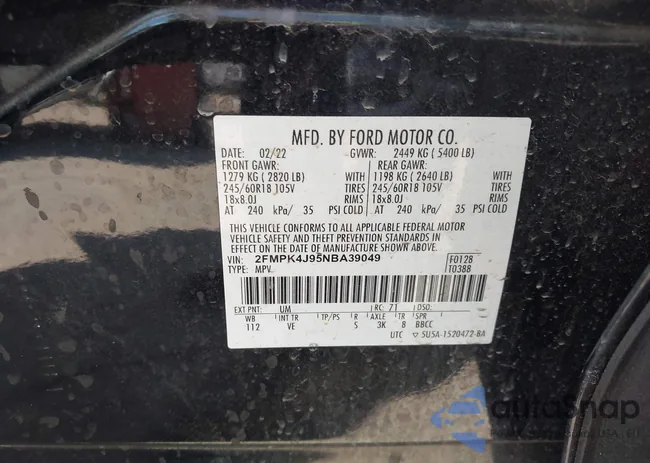 MFD. BY FORD MOTOR CO.
DATE: 02/22 GVWR: 2449 KG ( 5400 LB)
FRONT GAWR: REAR GAWR:
1279 KG ( 2820 LB) WITH 1198 KG ( 2640 LB) WITH
245/60R18 105V TIRES 245/60R18 105V TIRES
18x8.0J RIMS 18x8.0J RIMS
AT 240 kPa/ 35 PSI COLD AT 240 kPa/ 35 PSI COLD
THIS VEHICLE CONFORMS TO ALL APPLICABLE FEDERAL MOTOR
VEHICLE SAFETY AND THEFT PREVENTION STANDARDS IN
EFFECT ON THE DATE OF MANUFACTURE SHOWN ABOVE.
VIN: 2FMPK4J95NBA39049 F0128
TYPE: MPV T0388
EXT PNT: UM RC: 71 DSO:
WB INT TR TP/PS R AXLE TR SPR
112 VE S 3K 8 BBCC
UTC 5U5A-1520472-BA
autoSnap